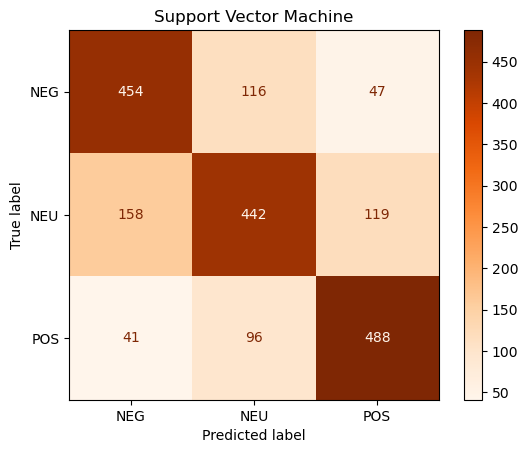 Support Vector Machine
NEG 454 116 47
NEU 158 442 119
POS 41 96 488
NEG NEU POS
Predicted label
True label
450
400
350
300
250
200
150
100
50